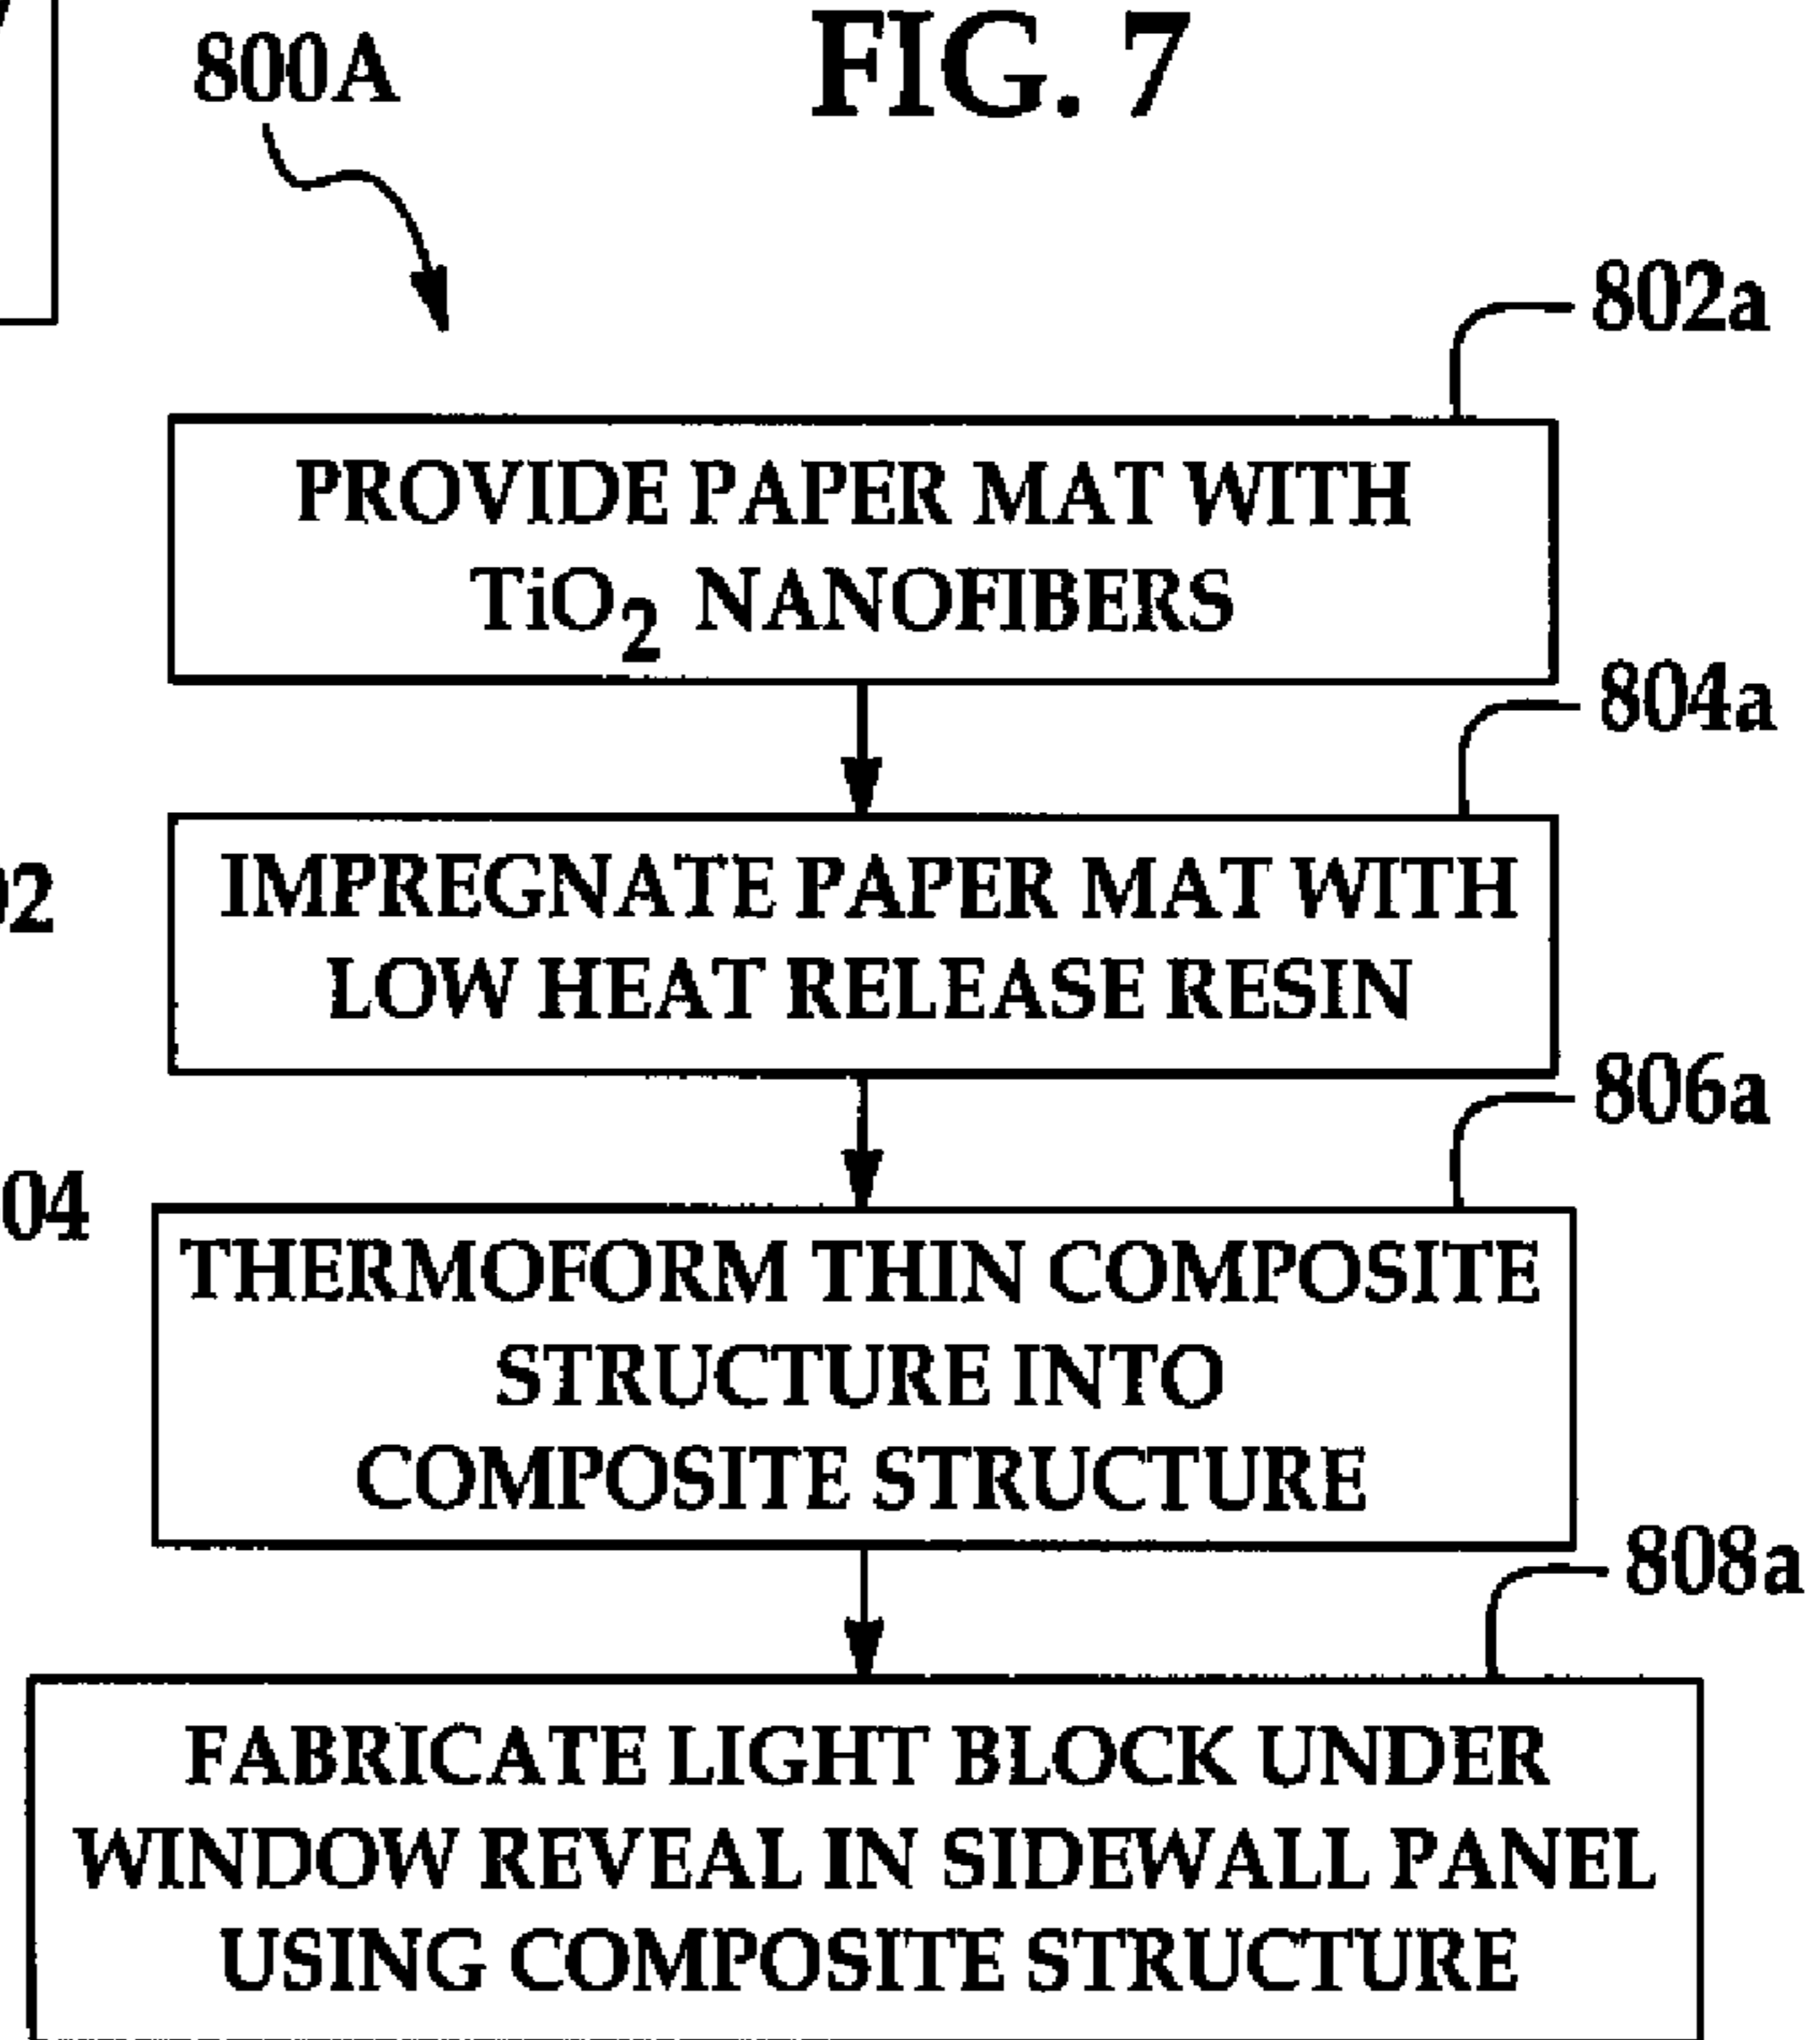 FIG. 7
800A
802a
PROVIDE PAPER MAT WITH
TiO2 NANOFIBERS
804a
IMPREGNATE PAPER MAT WITH
LOW HEAT RELEASE RESIN
806a
04
THERMOFORM THIN COMPOSITE
STRUCTURE INTO
COMPOSITE STRUCTURE
808a
FABRICATE LIGHT BLOCK UNDER
WINDOW REVEAL IN SIDEWALL PANEL
USING COMPOSITE STRUCTURE